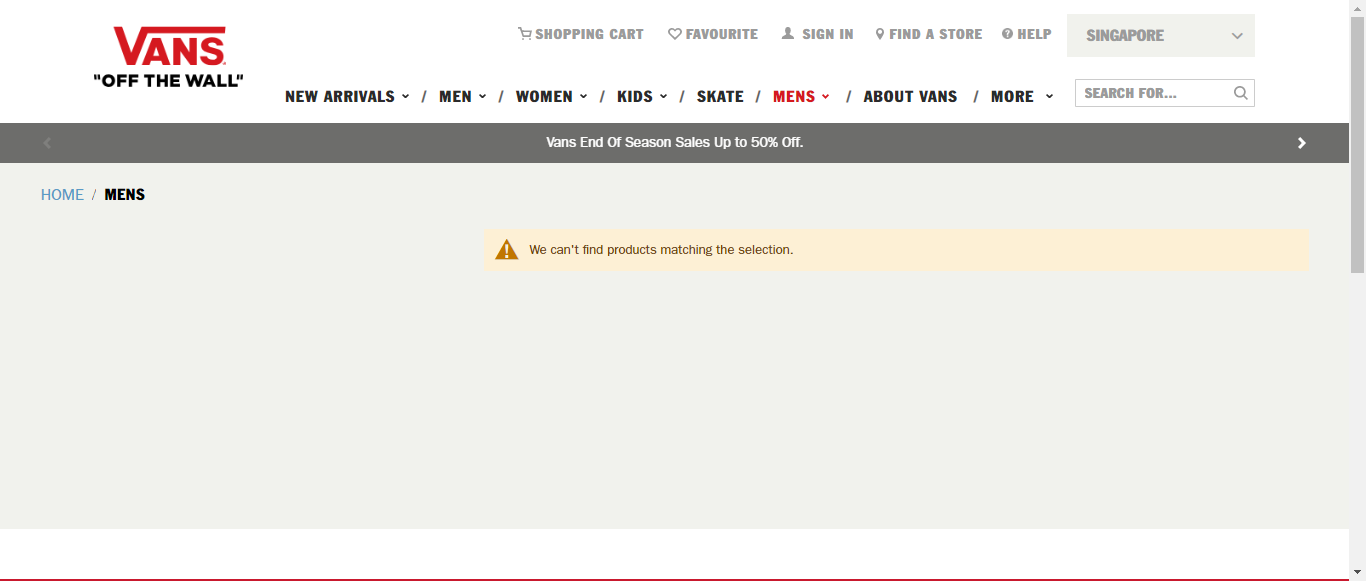 VANS
"OFF THE WALL"
SHOPPING CART FAVOURITE SIGN IN FIND A STORE HELP SINGAPORE
NEW ARRIVALS / MEN / WOMEN / KIDS / SKATE / MENS / ABOUT VANS / MORE SEARCH FOR...
Vans End Of Season Sales Up to 50% Off.
HOME / MENS
We can't find products matching the selection.